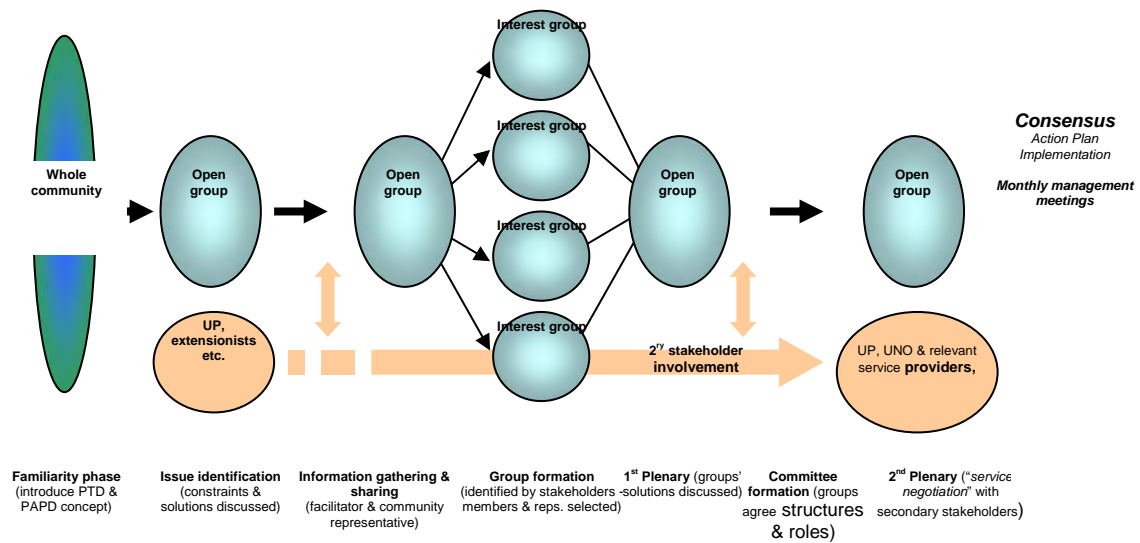 Interest group
Interest group
Interest group
Interest group
Whole
community
Open
group
Open
group
Open
group
Open
group
Consensus
Action Plan
Implementation
Monthly management
meetings
UP,
extensionists
etc.
2ry stakeholder
involvement
UP, UNO & relevant
service providers,
Familiarity phase
(introduce PTD &
PAPD concept)
Issue identification
(constraints &
solutions discussed)
Information gathering &
sharing
(facilitator & community
representative)
Group formation
(identified by stakeholders -
members & reps. selected)
1st Plenary (groups'
solutions discussed)
Committee
formation (groups
agree structures
& roles)
2nd Plenary ("service
negotiation" with
secondary stakeholders)